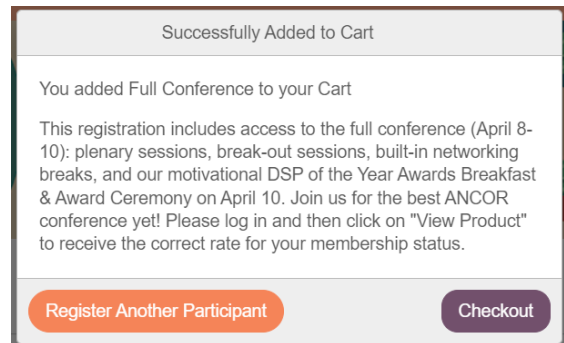 Successfully Added to Cart
You added Full Conference to your Cart
This registration includes access to the full conference (April 8-
10): plenary sessions, break-out sessions, built-in networking
breaks, and our motivational DSP of the Year Awards Breakfast
& Award Ceremony on April 10. Join us for the best ANCOR
conference yet! Please log in and then click on "View Product"
to receive the correct rate for your membership status.
Register Another Participant
Checkout